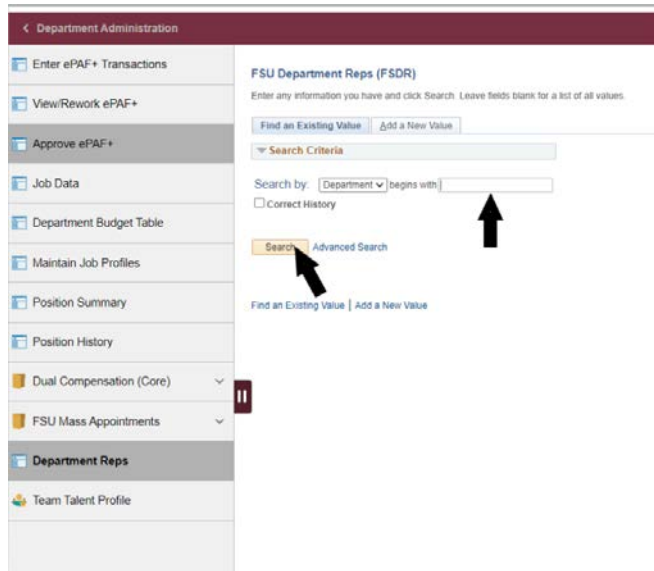 Department Administration
Enter ePAF+ Transactions
View/Rework ePAF+
Approve ePAF+
Job Data
Department Budget Table
Maintain Job Profiles
Position Summary
Position History
Dual Compensation (Core)
FSU Mass Appointments
Department Reps
Team Talent Profile
FSU Department Reps (FSDR)
Enter any information you have and click Search. Leave fields blank for a list of all values.
Find an Existing Value Add a New Value
Search Criteria
Search by: Department begins with
Correct History
Search Advanced Search
Find an Existing Value | Add a New Value